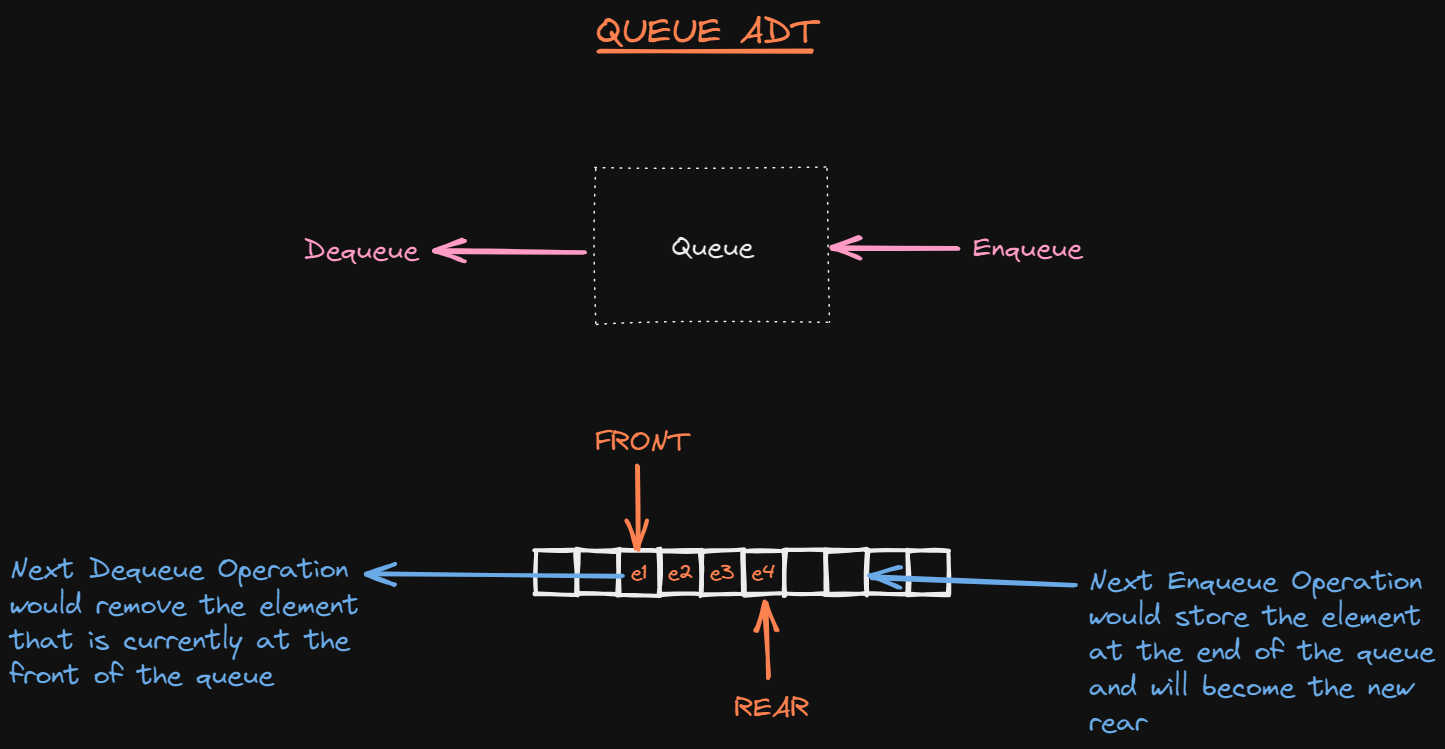 QUEUE ADT
Dequeue
Queue
Enqueue
FRONT
e1 e2 e3 e4
Next Dequeue Operation
would remove the element
that is currently at the
front of the queue
Next Enqueue Operation
would store the element
at the end of the queue
and will become the new
rear
REAR